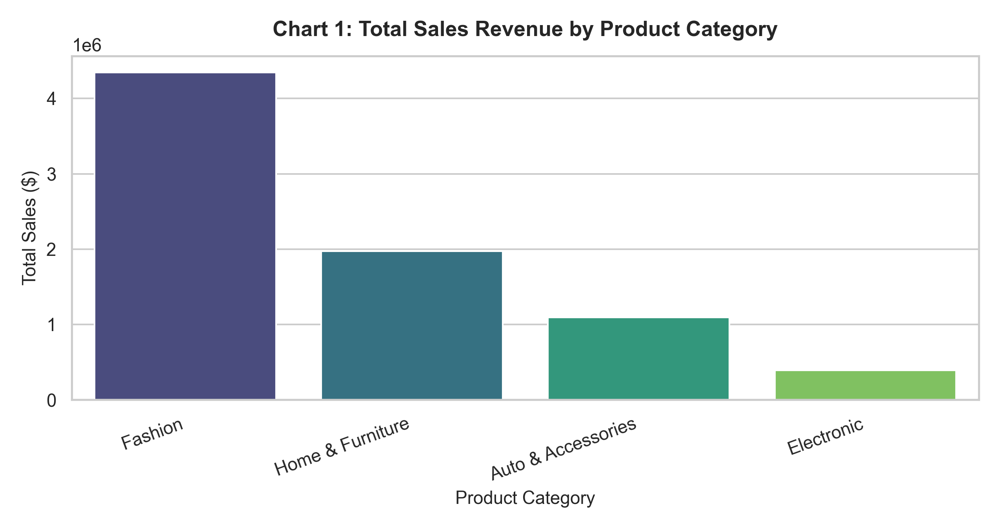 Chart 1: Total Sales Revenue by Product Category
1e6
4
3
2
1
0
Total Sales ($)
Fashion
Home & Furniture
Auto & Accessories
Electronic
Product Category